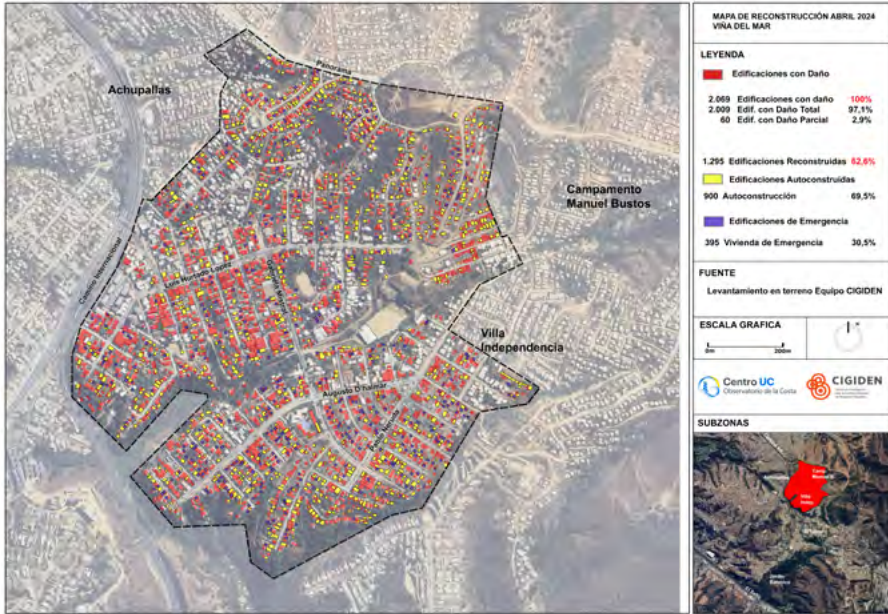 MAPA DE RECONSTRUCCIÓN ABRIL 2024
VIÑA DEL MAR
LEYENDA
Edificaciones con Daño
2.069 Edificaciones con daño 100%
2.009 Edif. con Daño Total 97,1%
60 Edif. con Daño Parcial 2,9%
1.295 Edificaciones Reconstruidas 62,6%
Edificaciones Autoconstruidas
900 Autoconstrucción 69,5%
Edificaciones de Emergencia
395 Vivienda de Emergencia 30,5%
FUENTE
Levantamiento en terreno Equipo CIGIDEN
ESCALA GRAFICA
0m 200m
Centro UC
Observatorio de la Costa
CIGIDEN
SUBZONAS
Achupallas
Panorama
Campamento
Manuel Bustos
Camino Internacional
Luis Hurtado Lopez
Villa
Independencia
Augusto D'halmar